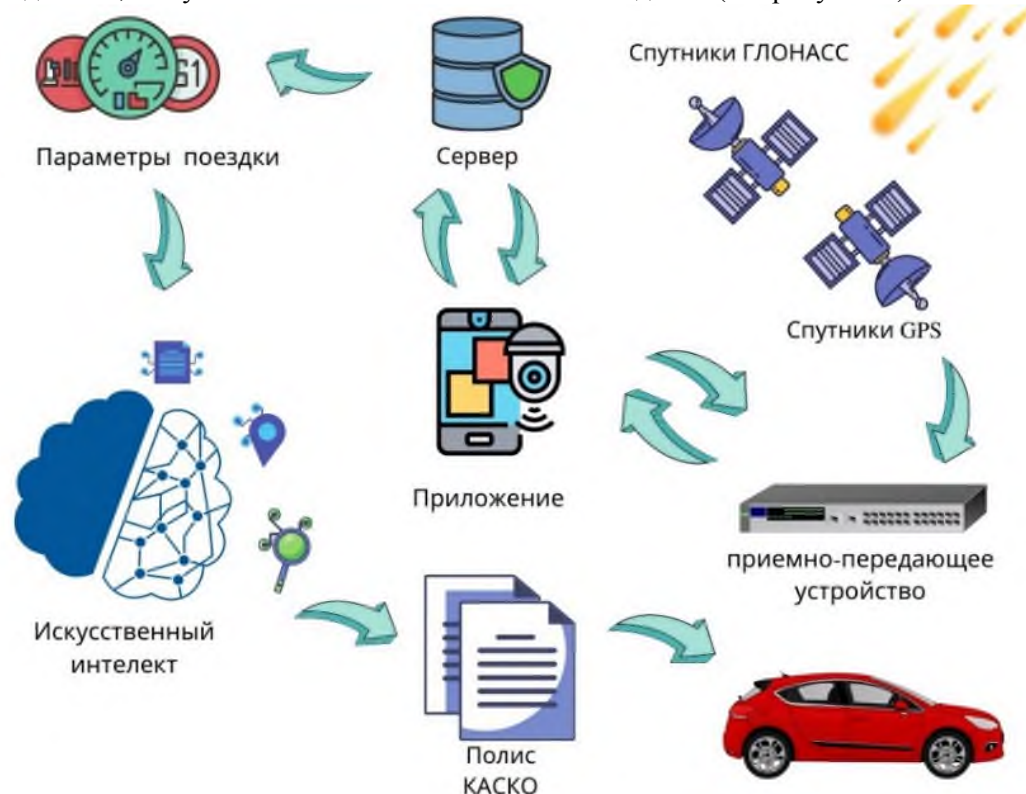 Спутники ГЛОНАСС
Параметры поездки
Сервер
Спутники GPS
Приложение
приемно-передающее
устройство
Искусственный
интелект
Полис
КАСКО